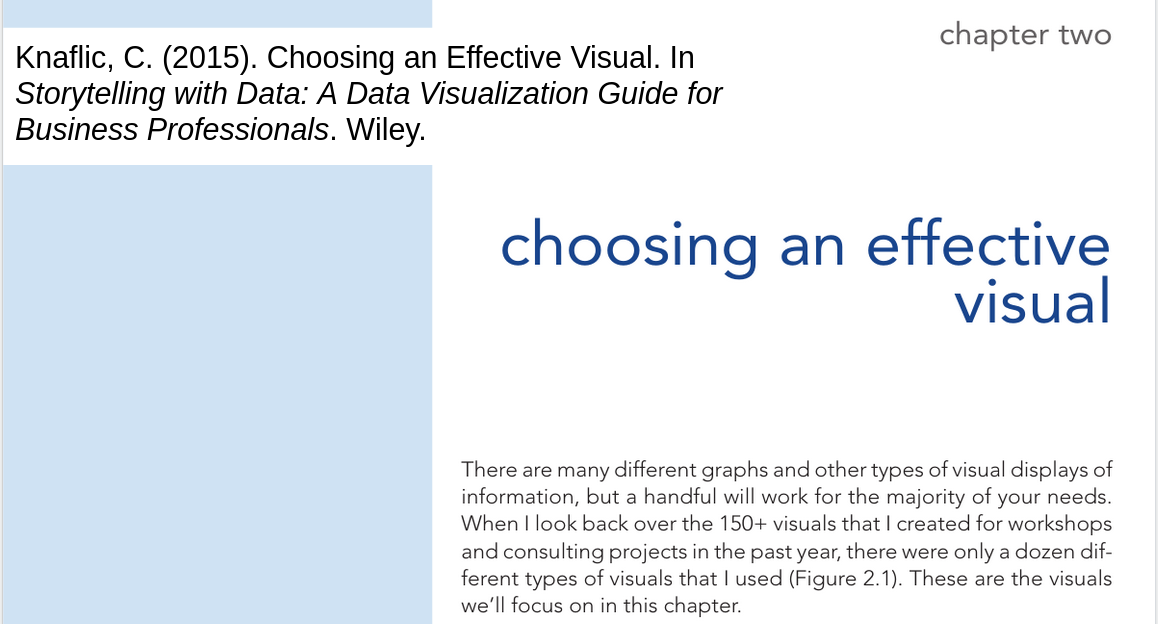 chapter two
Knaflic, C. (2015). Choosing an Effective Visual. In
Storytelling with Data: A Data Visualization Guide for
Business Professionals. Wiley.
choosing an effective
visual
There are many different graphs and other types of visual displays of
information, but a handful will work for the majority of your needs.
When I look back over the 150+ visuals that I created for workshops
and consulting projects in the past year, there were only a dozen dif-
ferent types of visuals that I used (Figure 2.1). These are the visuals
we’ll focus on in this chapter.